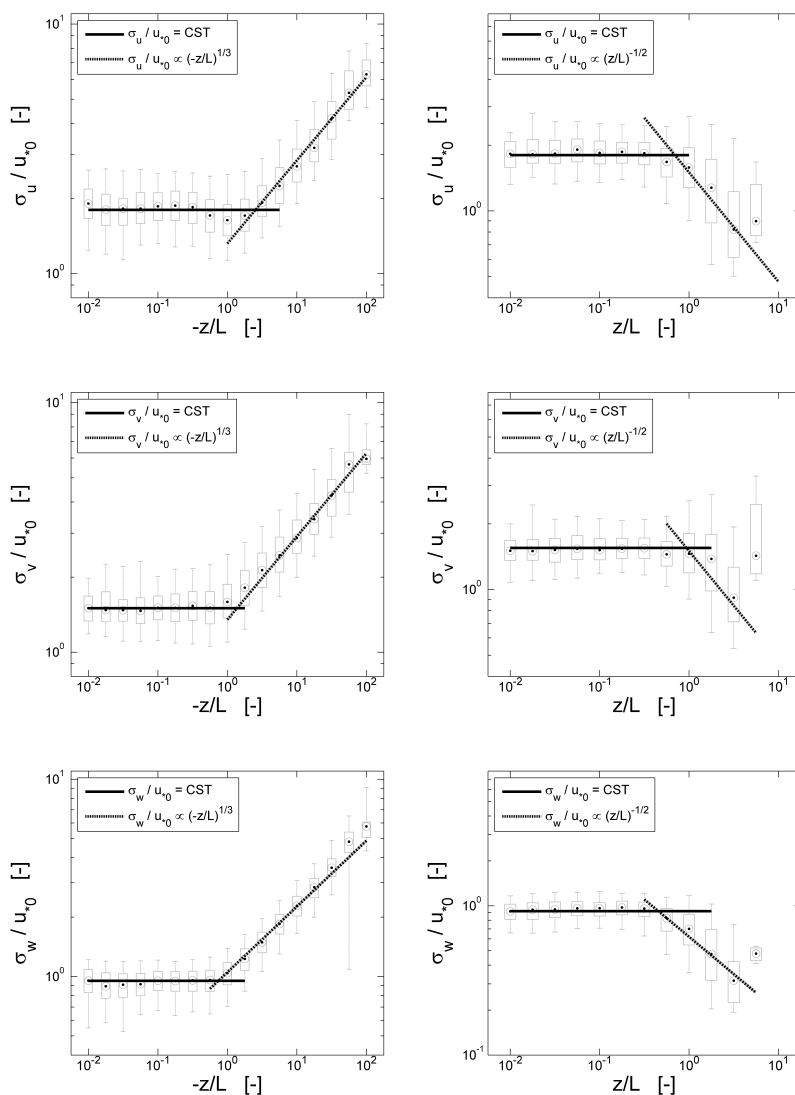 σu / u*0 = CST
σu / u*0 ∝ (-z/L)^1/3
10^1
10^0
σu / u*0 [-]
10^-2 10^-1 10^0 10^1 10^2
-z/L [-]
σu / u*0 = CST
σu / u*0 ∝ (z/L)^-1/2
10^0
σu / u*0 [-]
10^-2 10^-1 10^0 10^1
z/L [-]
σv / u*0 = CST
σv / u*0 ∝ (-z/L)^1/3
10^1
10^0
σv / u*0 [-]
10^-2 10^-1 10^0 10^1 10^2
-z/L [-]
σv / u*0 = CST
σv / u*0 ∝ (z/L)^-1/2
10^0
σv / u*0 [-]
10^-2 10^-1 10^0 10^1
z/L [-]
σw / u*0 = CST
σw / u*0 ∝ (-z/L)^1/3
10^1
10^0
σw / u*0 [-]
10^-2 10^-1 10^0 10^1 10^2
-z/L [-]
σw / u*0 = CST
σw / u*0 ∝ (z/L)^-1/2
10^0
10^-1
σw / u*0 [-]
10^-2 10^-1 10^0 10^1
z/L [-]